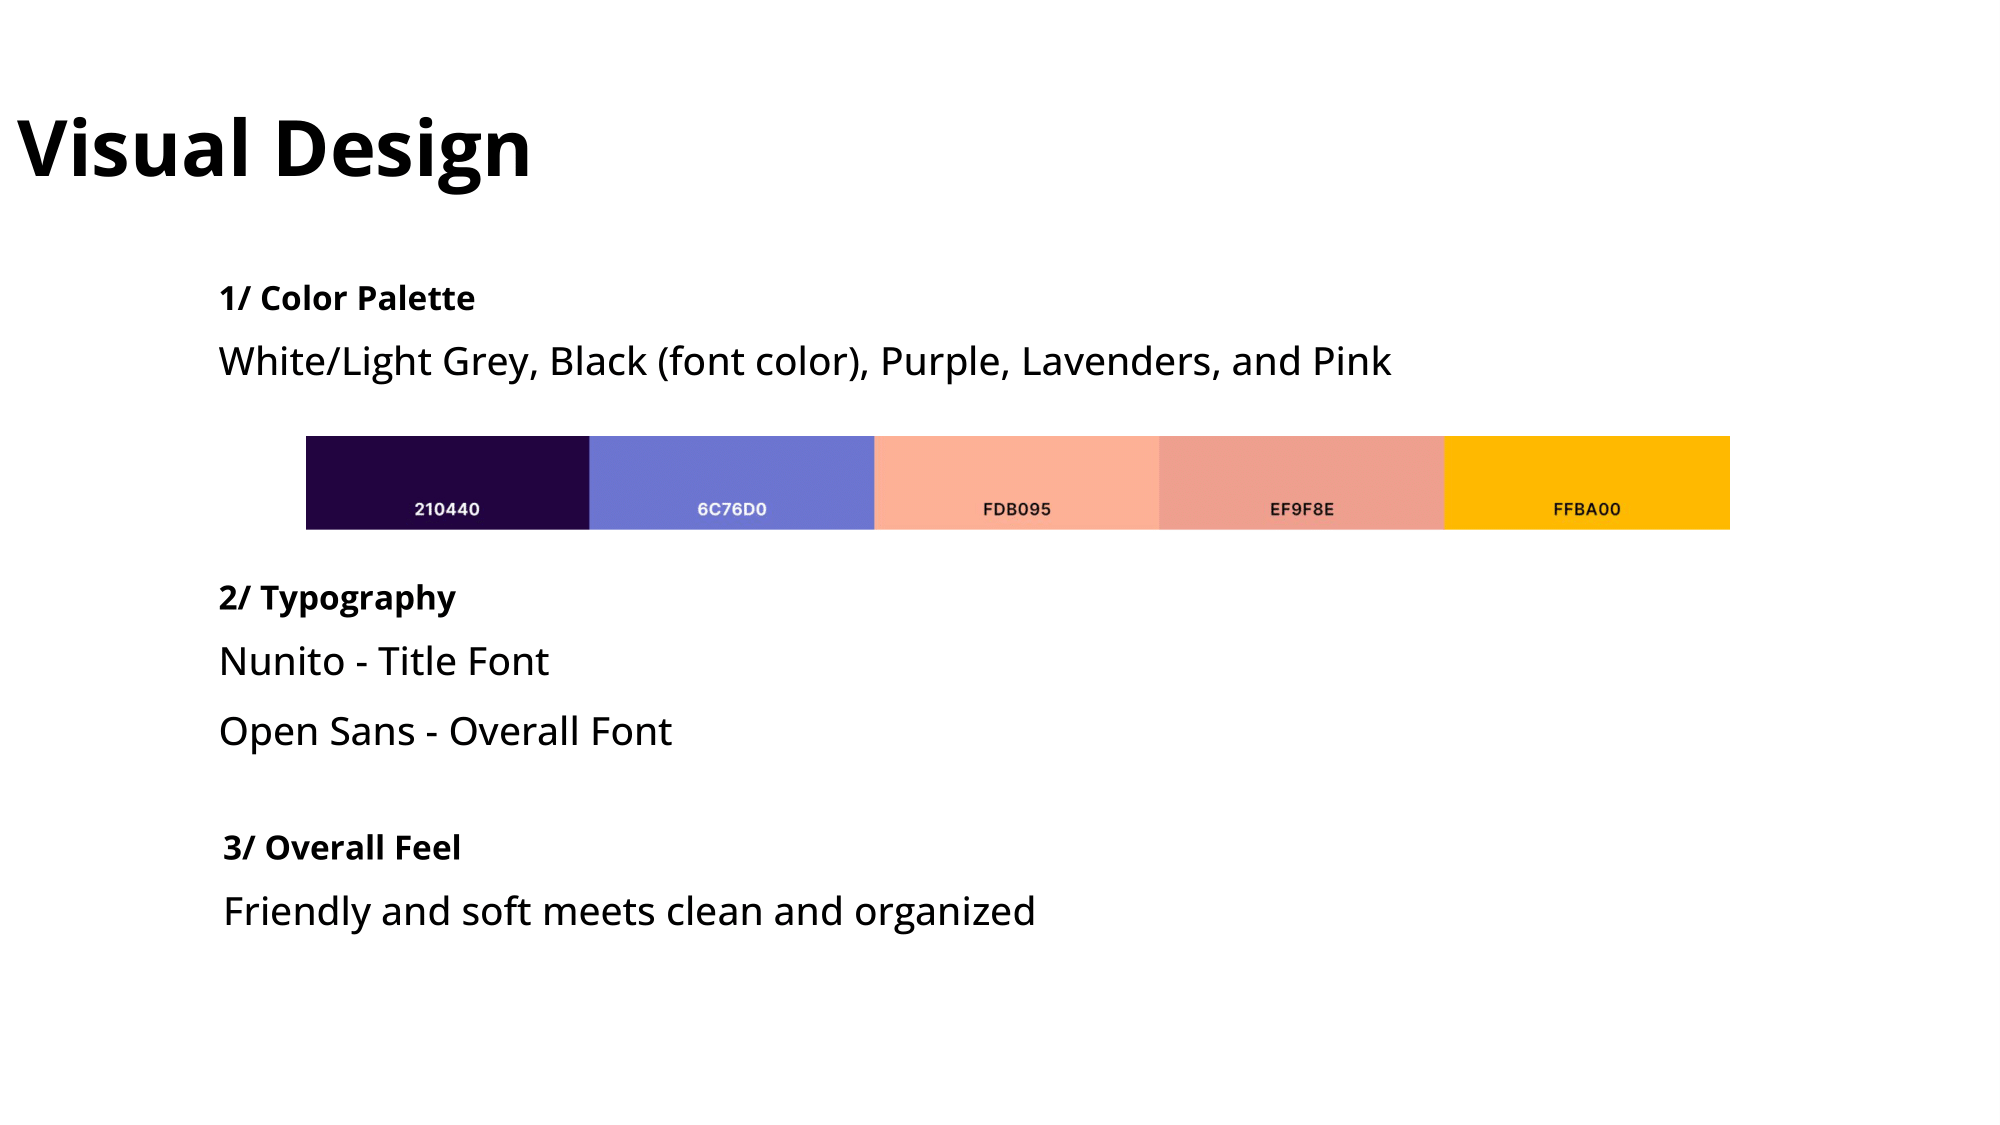 Visual Design
1/ Color Palette
White/Light Grey, Black (font color), Purple, Lavenders, and Pink
210440 6C76D0 FDB095 EF9F8E FFBA00
2/ Typography
Nunito - Title Font
Open Sans - Overall Font
3/ Overall Feel
Friendly and soft meets clean and organized